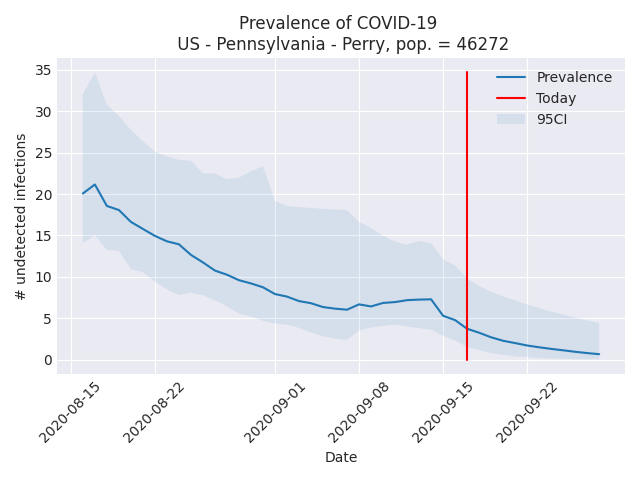 Prevalence of COVID-19
US - Pennsylvania - Perry, pop. = 46272
# undetected infections
35
30
25
20
15
10
5
0
Prevalence
Today
95CI
2020-08-15
2020-08-22
2020-09-01
2020-09-08
2020-09-15
2020-09-22
Date